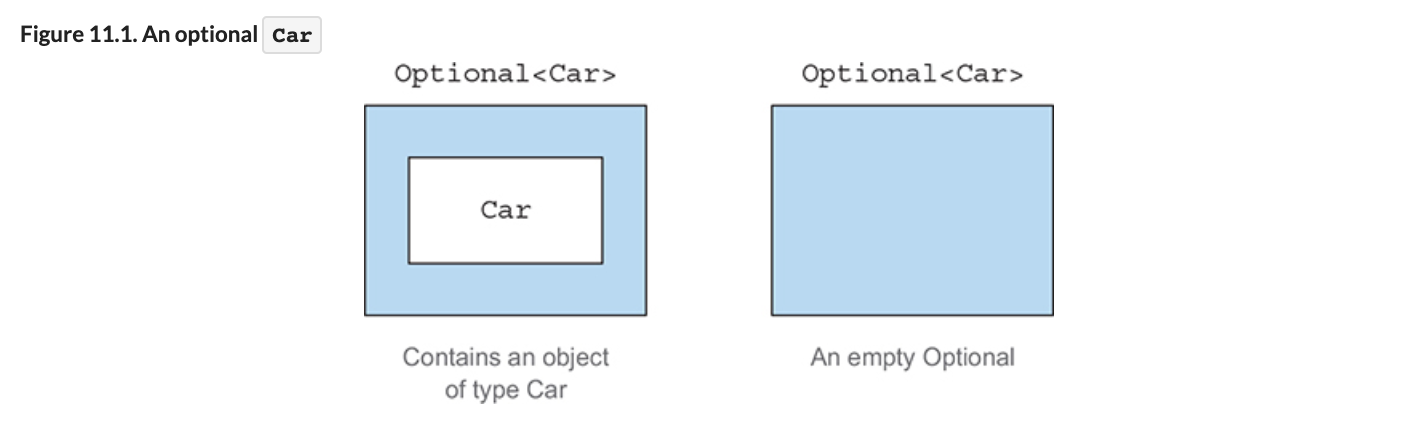 Figure 11.1. An optional Car
Optional<Car>
Optional<Car>
Car
Contains an object
of type Car
An empty Optional